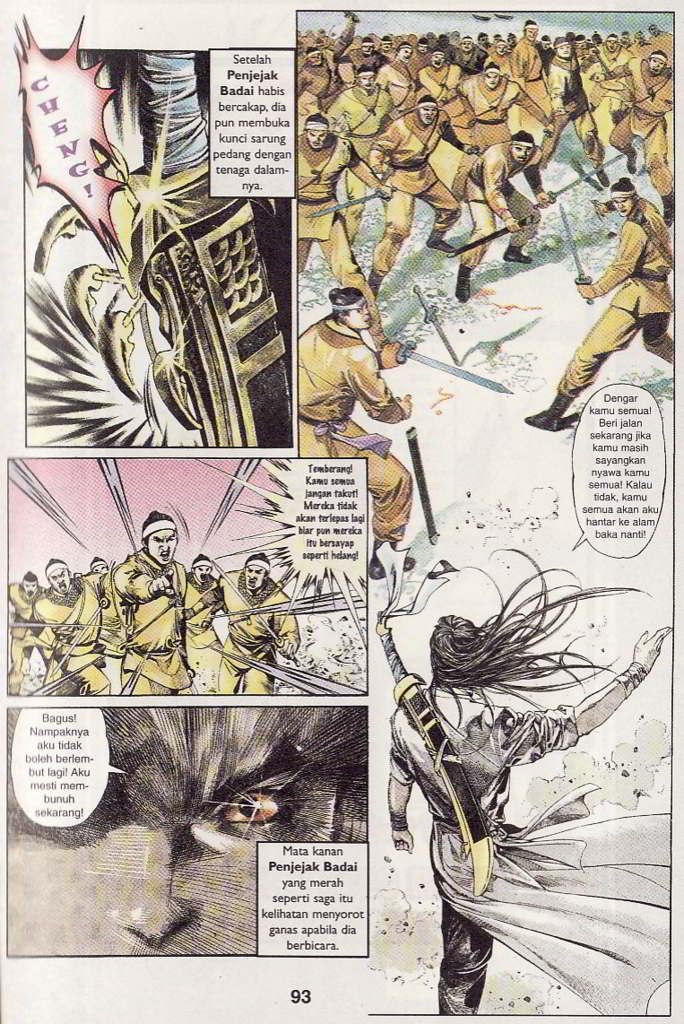 Dengar
kamu semua!
Beri jalan
sekarang jika
kamu masih
sayangkan
nyawa kamu
semua! Kalau
tidak, kamu
semua akan aku
hantar ke alam
baka nanti!
CHENG!
Setelah
Penjejak
Badai habis
bercakap, dia
pun membuka
kunci sarung
pedang dengan
tenaga dalam-
nya.
Temberang!
Kamu semua
jangan takut!
Mereka tidak
akan terlepas lagi
biar pun mereka
itu bersayap
seperti helang!
Bagus!
Nampaknya
aku tidak
boleh berlem-
but lagi! Aku
mesti mem-
bunuh
sekarang!
Mata kanan
Penjejak Badai
yang merah
seperti saga itu
kelihatan menyorot
ganas apabila dia
berbicara.
93